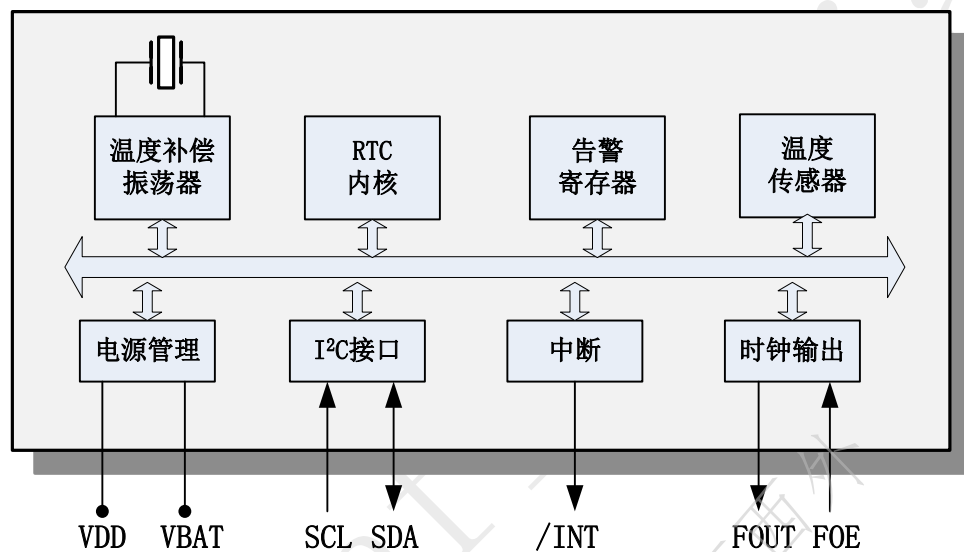 温度补偿
振荡器
RTC
内核
告警
寄存器
温度
传感器
电源管理
I²C接口
中断
时钟输出
VDD
VBAT
SCL
SDA
/INT
FOUT
FOE